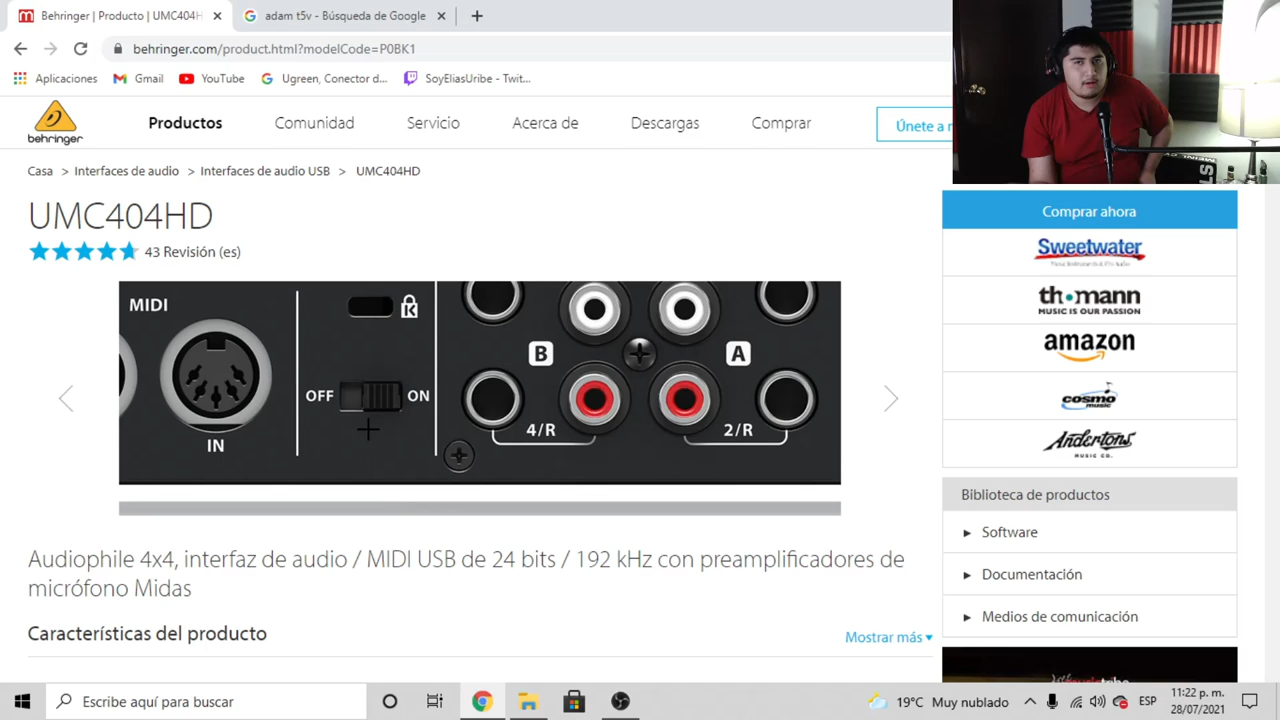 Behringer | Producto | UMC404H
adam t5v - Búsqueda de Google
behringer.com/product.html?modelCode=P0BK1
Aplicaciones
Gmail
YouTube
Ugreen, Conector d...
SoyEliasUribe - Twit...
behringer
Productos
Comunidad
Servicio
Acerca de
Descargas
Comprar
Únete a
Casa > Interfaces de audio > Interfaces de audio USB > UMC404HD
UMC404HD
43 Revisión (es)
MIDI
IN
OFF
ON
B
A
4/R
2/R
Comprar ahora
Sweetwater
th•mann
MUSIC IS OUR PASSION
amazon
cosmo
music
Andertons
MUSIC CO.
Biblioteca de productos
Software
Documentación
Medios de comunicación
Audiophile 4x4, interfaz de audio / MIDI USB de 24 bits / 192 kHz con preamplificadores de
micrófono Midas
Características del producto
Mostrar más
Escribe aquí para buscar
19°C Muy nublado
ESP
11:22 p. m.
28/07/2021